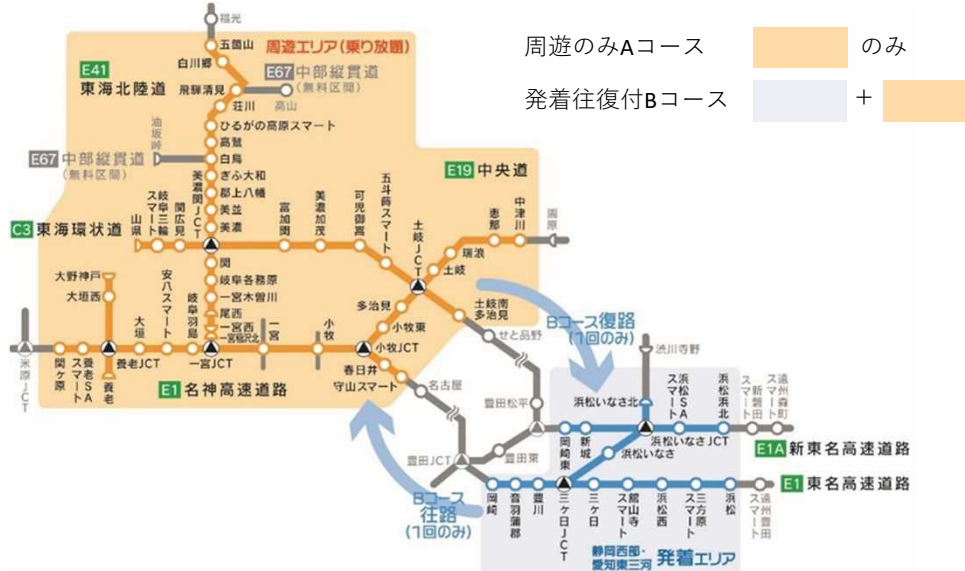 周遊のみAコース のみ
発着往復付Bコース +
福光
五箇山
周遊エリア(乗り放題)
白川郷
E41
東海北陸道
E67 中部縦貫道
(無料区間)
飛騨清見
高山
荘川
ひるがの高原スマート
油坂峠
高鷲
E67 中部縦貫道
(無料区間)
白鳥
E19 中央道
ぎふ大和
郡上八幡
美並
美濃
美濃関JCT
C3 東海環状道
山県
岐阜三輪スマート
関広見
富加関
美濃加茂
可児御嵩
五斗蒔スマート
土岐JCT
瑞浪
恵那
中津川
園原
土岐
関
岐阜各務原
一宮木曽川
尾西
一宮西
一宮稲沢北
大野神戸
大垣西
大垣
安八スマート
岐阜羽島
一宮
小牧
多治見
小牧東
土岐南
多治見
せと品野
米原JCT
関ヶ原
養老SA
スマート
養老
養老JCT
一宮JCT
小牧JCT
春日井
守山スマート
名古屋
E1 名神高速道路
Bコース復路
(1回のみ)
渋川寺野
浜松いなさ北
浜松SA
スマート
浜松浜北
新磐田
スマート
遠州森町
スマート
豊田松平
豊田東
豊田JCT
岡崎東
新城
浜松いなさJCT
浜松いなさ
E1A 新東名高速道路
Bコース
往路
(1回のみ)
岡崎
音羽蒲郡
豊川
三ケ日JCT
三ケ日
舘山寺
スマート
浜松西
三方原
スマート
浜松
遠州豊田
スマート
E1 東名高速道路
静岡西部・
愛知東三河 発着エリア